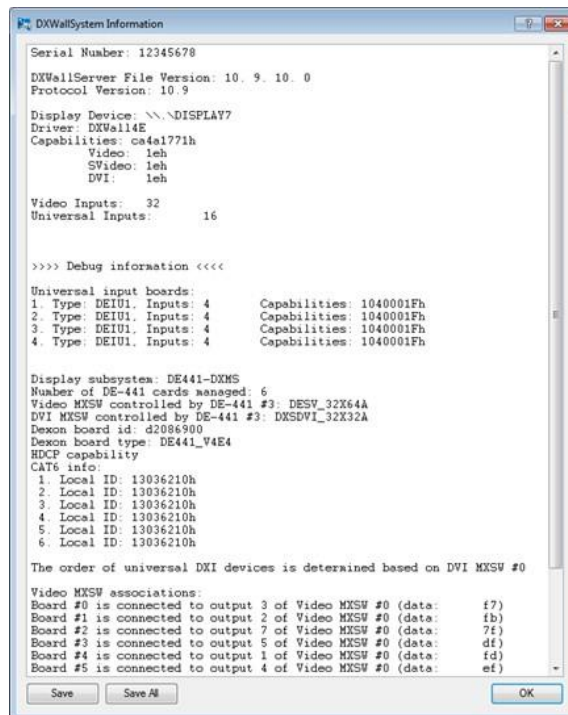 DXWallSystem Information
Serial Number: 12345678
DXWallServer File Version: 10. 9. 10. 0
Protocol Version: 10.9
Display Device: \\.\DISPLAY7
Driver: DXWall4E
Capabilities: ca4a1771h
Video: 1eh
SVideo: 1eh
DVI: 1eh
Video Inputs: 32
Universal Inputs: 16
>>>> Debug information <<<<
Universal input boards:
1. Type: DEIU1, Inputs: 4 Capabilities: 1040001Fh
2. Type: DEIU1, Inputs: 4 Capabilities: 1040001Fh
3. Type: DEIU1, Inputs: 4 Capabilities: 1040001Fh
4. Type: DEIU1, Inputs: 4 Capabilities: 1040001Fh
Display subsystem: DE441-DXMS
Number of DE-441 cards managed: 6
Video MXSW controlled by DE-441 #3: DESV_32X64A
DVI MXSW controlled by DE-441 #3: DXSDVI_32X32A
Dexon board id: d2086900
Dexon board type: DE441_V4E4
HDCP capability
CAT6 info:
1. Local ID: 13036210h
2. Local ID: 13036210h
3. Local ID: 13036210h
4. Local ID: 13036210h
5. Local ID: 13036210h
6. Local ID: 13036210h
The order of universal DXI devices is determined based on DVI MXSW #0
Video MXSW associations:
Board #0 is connected to output 3 of Video MXSW #0 (data: f7)
Board #1 is connected to output 2 of Video MXSW #0 (data: fb)
Board #2 is connected to output 7 of Video MXSW #0 (data: 7f)
Board #3 is connected to output 5 of Video MXSW #0 (data: df)
Board #4 is connected to output 1 of Video MXSW #0 (data: fd)
Board #5 is connected to output 4 of Video MXSW #0 (data: ef)
Save Save All OK